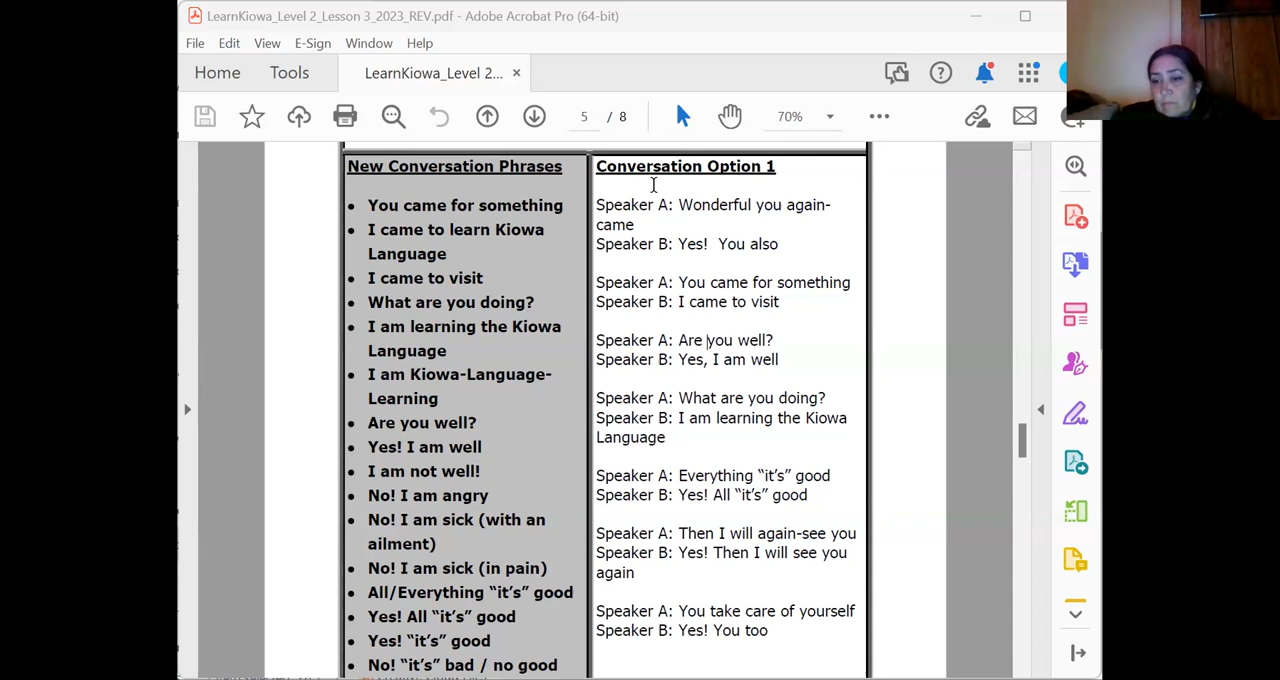 LearnKiowa_Level 2_Lesson 3_2023_REV.pdf - Adobe Acrobat Pro (64-bit)
File Edit View E-Sign Window Help
Home Tools LearnKiowa_Level 2...
5 / 8 70%
New Conversation Phrases
• You came for something
• I came to learn Kiowa
Language
• I came to visit
• What are you doing?
• I am learning the Kiowa
Language
• I am Kiowa-Language-
Learning
• Are you well?
• Yes! I am well
• I am not well!
• No! I am angry
• No! I am sick (with an
ailment)
• No! I am sick (in pain)
• All/Everything “it’s” good
• Yes! All “it’s” good
• Yes! “it’s” good
• No! “it’s” bad / no good
Conversation Option 1
Speaker A: Wonderful you again-
came
Speaker B: Yes! You also
Speaker A: You came for something
Speaker B: I came to visit
Speaker A: Are you well?
Speaker B: Yes, I am well
Speaker A: What are you doing?
Speaker B: I am learning the Kiowa
Language
Speaker A: Everything “it’s” good
Speaker B: Yes! All “it’s” good
Speaker A: Then I will again-see you
Speaker B: Yes! Then I will see you
again
Speaker A: You take care of yourself
Speaker B: Yes! You too